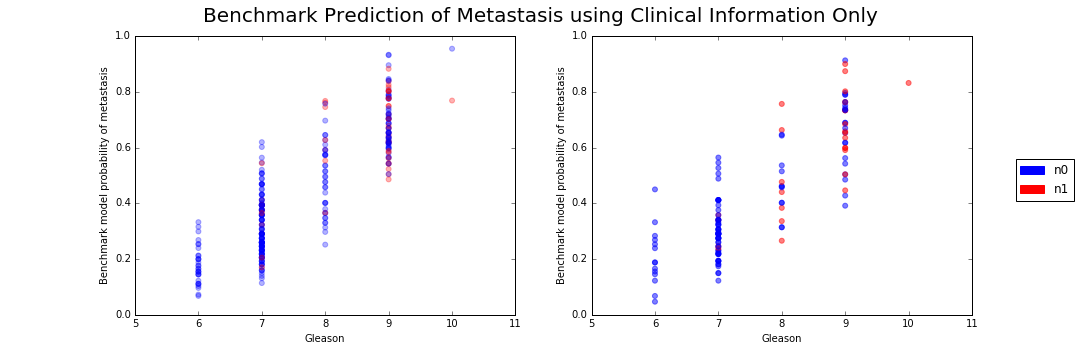 Benchmark Prediction of Metastasis using Clinical Information Only
Benchmark model probability of metastasis
1.0
0.8
0.6
0.4
0.2
0.0
5 6 7 8 9 10 11
Gleason
Benchmark model probability of metastasis
1.0
0.8
0.6
0.4
0.2
0.0
5 6 7 8 9 10 11
Gleason
n0
n1